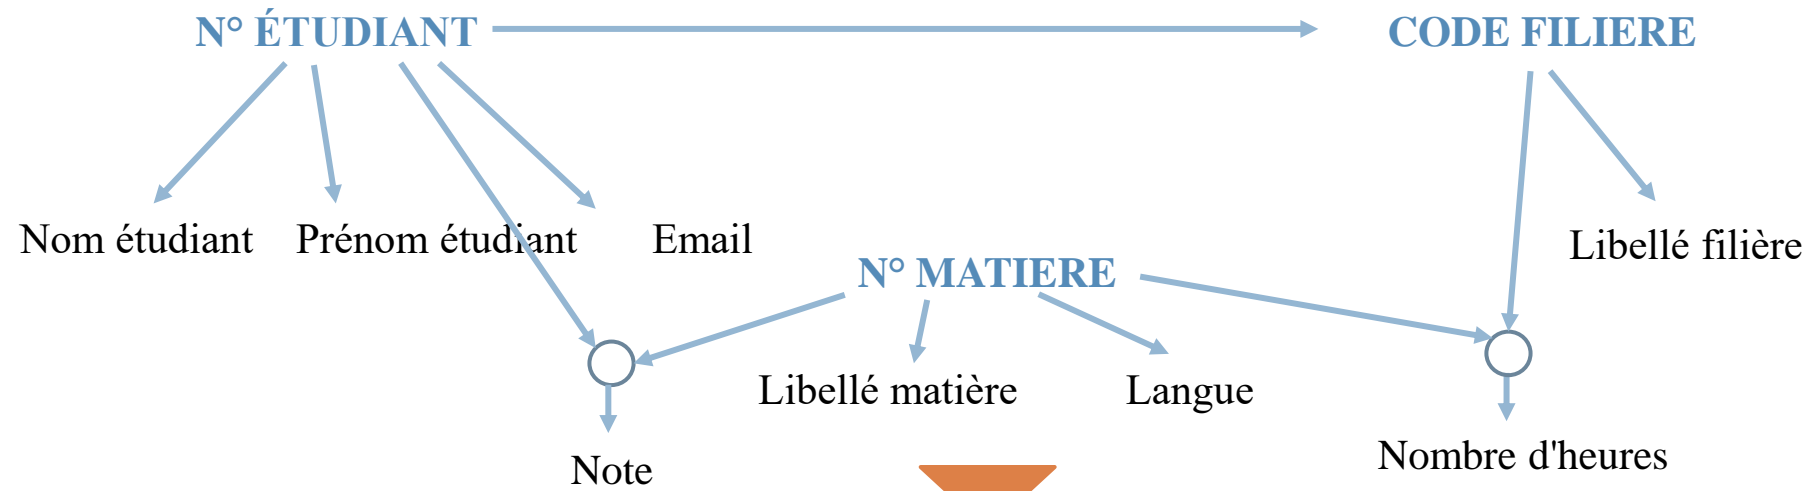 N° ÉTUDIANT
CODE FILIERE
Nom étudiant
Prénom étudiant
Email
Libellé filière
N° MATIERE
Libellé matière
Langue
Note
Nombre d'heures